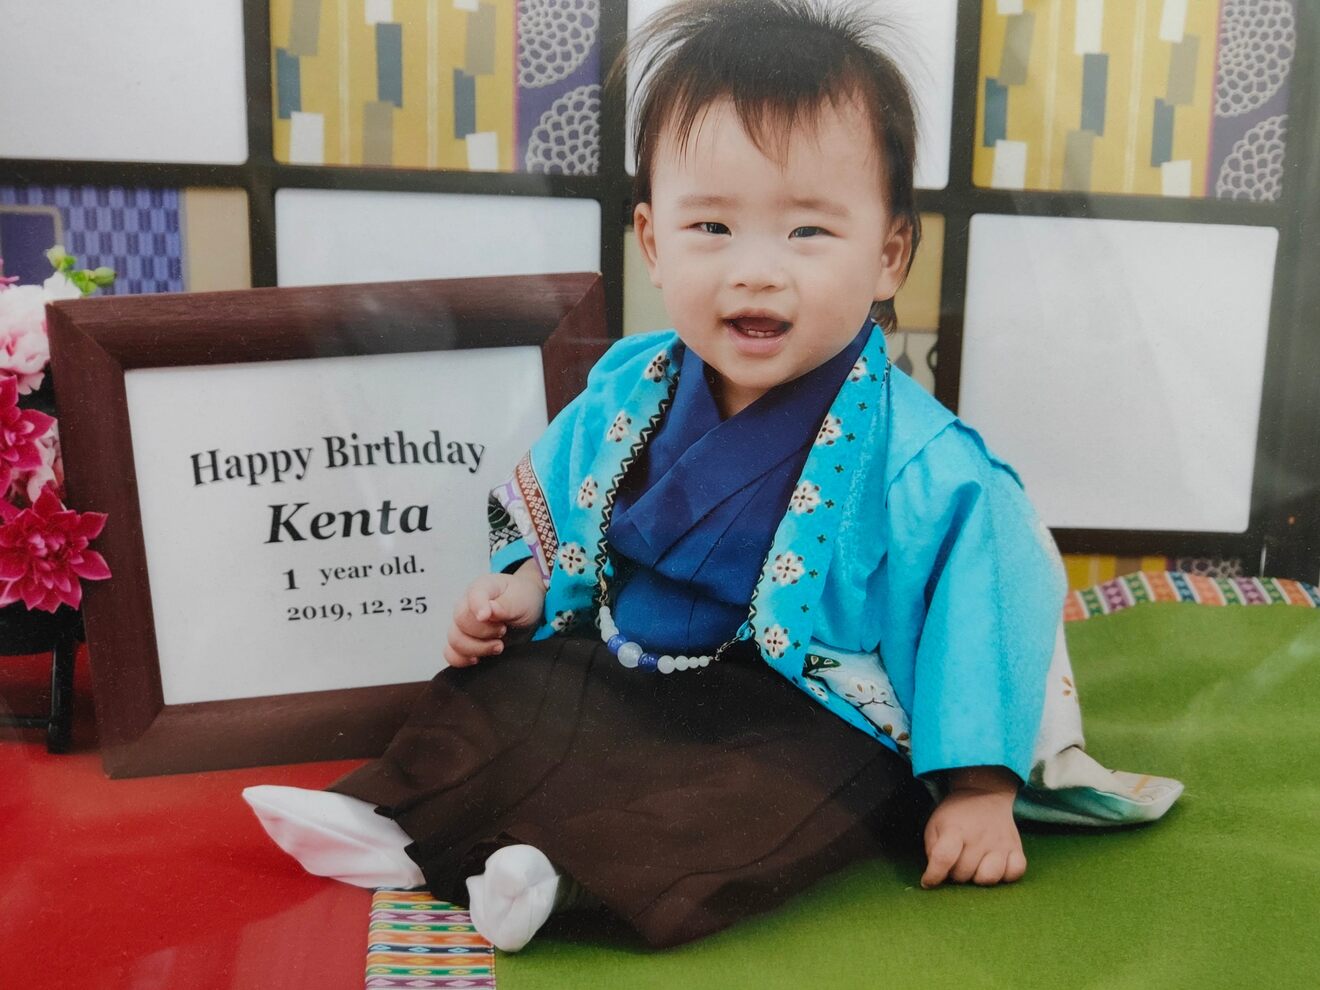 Happy Birthday
Kenta
1 year old.
2019, 12, 25